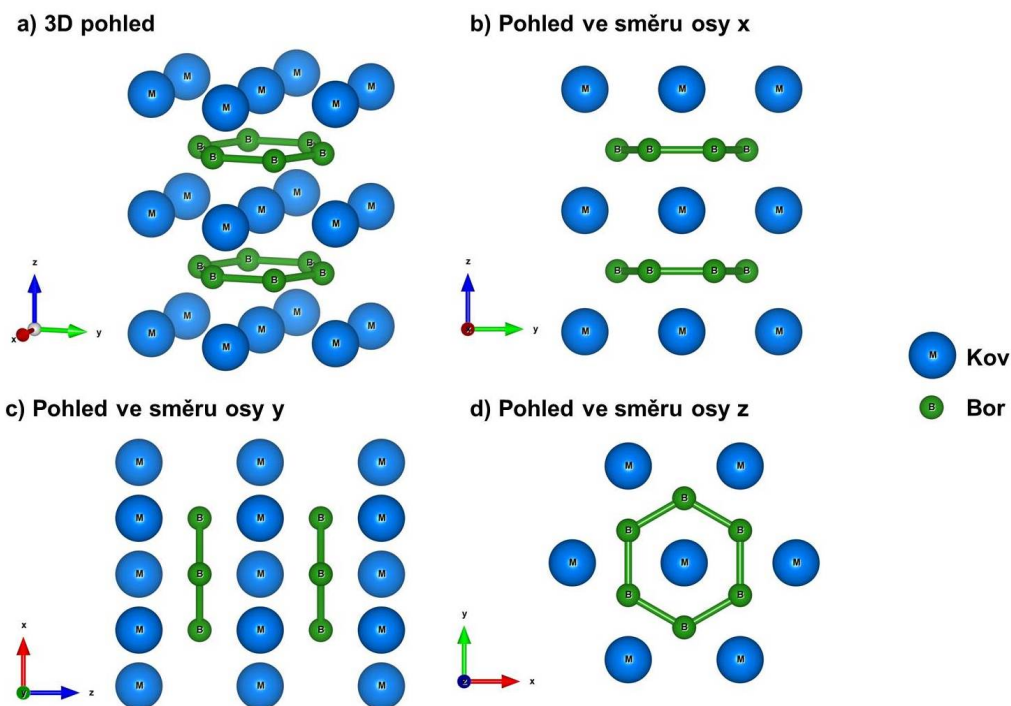 a) 3D pohled
M M M M M M M
B B B B B B
M M M M M M M
B B B B B B
M M M M M M M
z
x
y
b) Pohled ve směru osy x
M M M
B B B B
M M M
B B B B
M M M
z
x
y
M Kov
B Bor
c) Pohled ve směru osy y
M M M
M B M B M
M B M B M
M B M B M
M M M
x
y
z
d) Pohled ve směru osy z
M M
B
B B
M M M
B B
B
M M
y
z
x